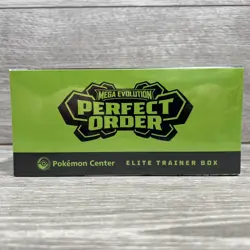 MEGA EVOLUTION
PERFECT
ORDER
Pokémon Center ELITE TRAINER BOX